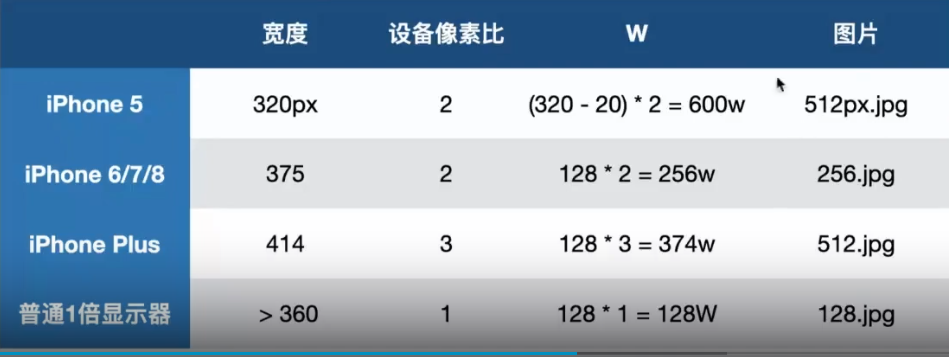 宽度 设备像素比 W 图片
iPhone 5 320px 2 (320 - 20) * 2 = 600w 512px.jpg
iPhone 6/7/8 375 2 128 * 2 = 256w 256.jpg
iPhone Plus 414 3 128 * 3 = 374w 512.jpg
普通1倍显示器 > 360 1 128 * 1 = 128W 128.jpg